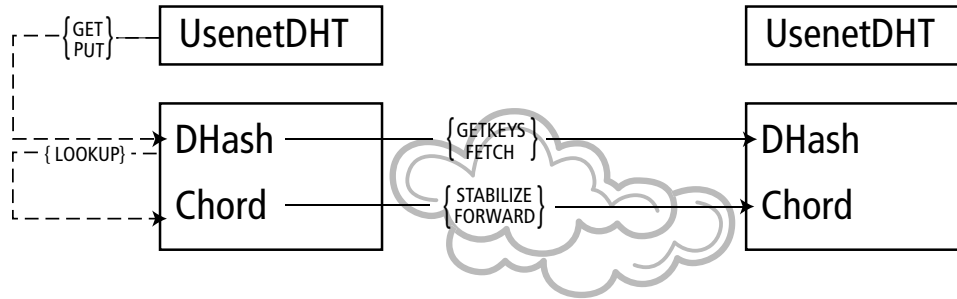 {GET
PUT}
UsenetDHT
UsenetDHT
DHash
{GETKEYS
FETCH}
DHash
{ LOOKUP}
Chord
{STABILIZE
FORWARD}
Chord